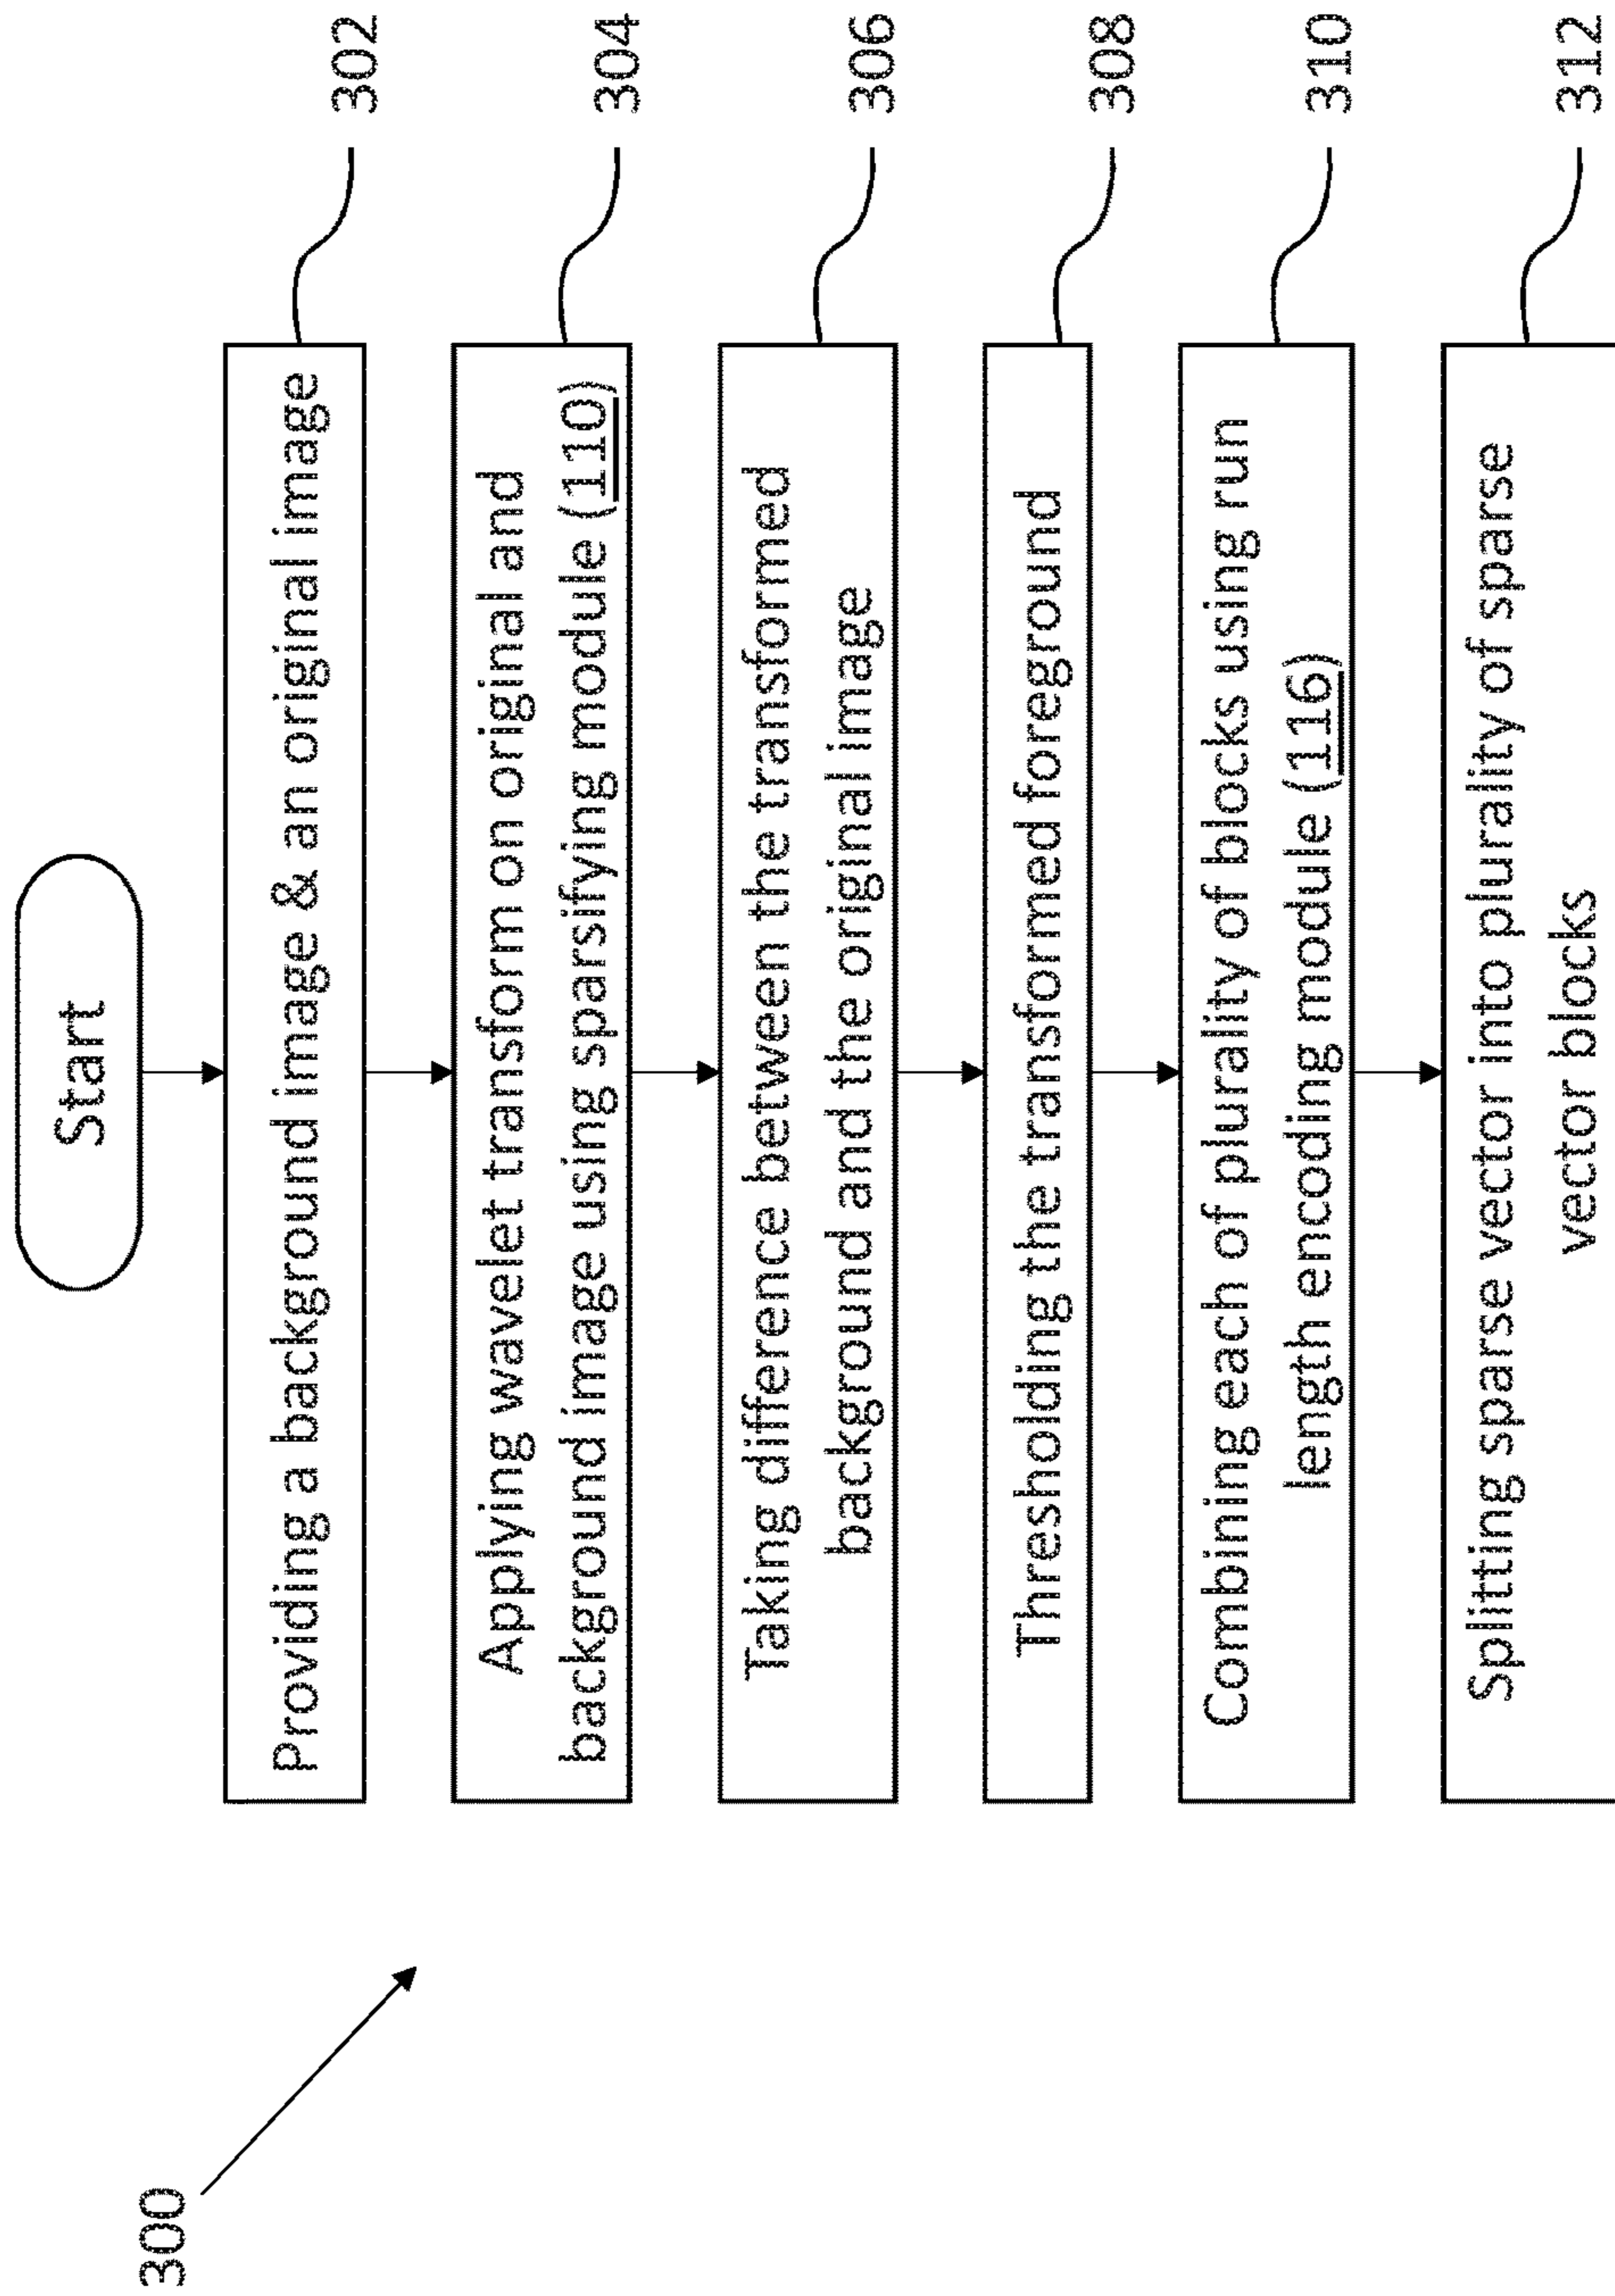 300
Start
Providing a background image & an original image
302
Applying wavelet transform on original and
background image using sparsifying module (110)
304
Taking difference between the transformed
background and the original image
306
Thresholding the transformed foreground
308
Combining each of plurality of blocks using run
length encoding module (116)
310
Splitting sparse vector into plurality of sparse
vector blocks
312